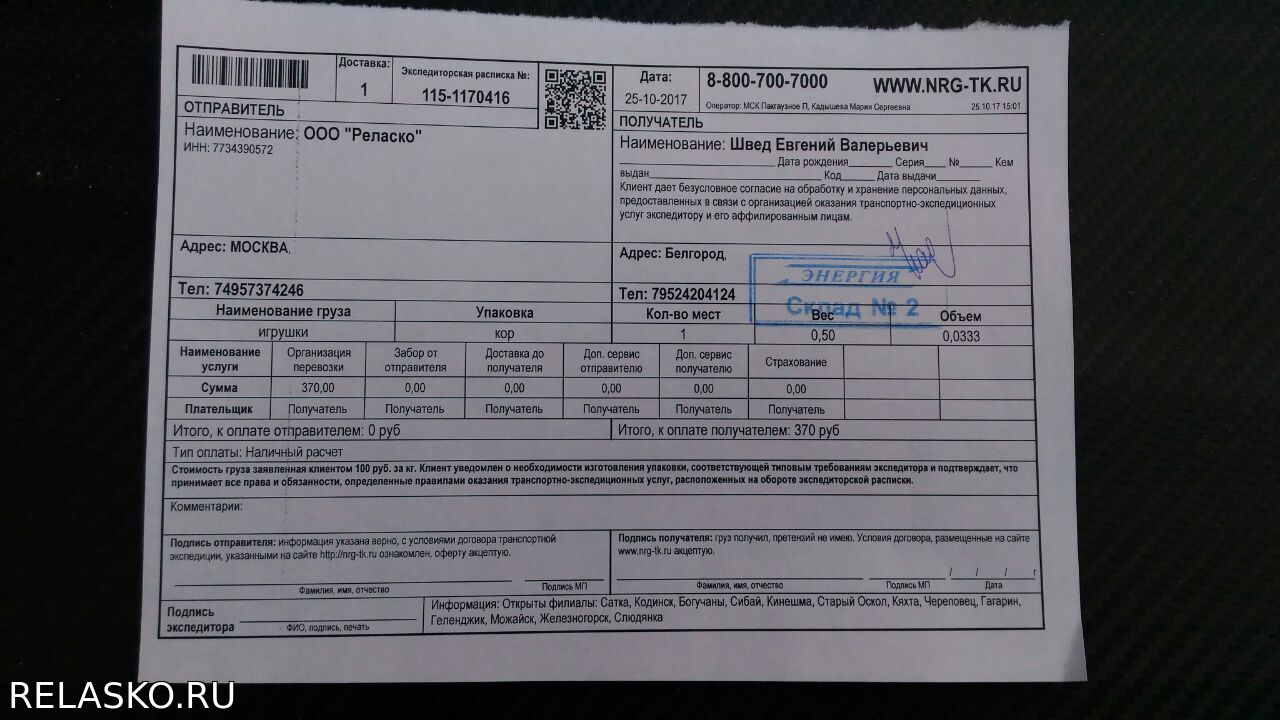 Доставка:
1
Экспедиторская расписка №:
115-1170416
Дата:
25-10-2017
8-800-700-7000
WWW.NRG-TK.RU
Оператор: МСК Пакгаузное П, Кадышева Мария Сергеевна
25.10.17 15:01
ОТПРАВИТЕЛЬ
Наименование: ООО "Реласко"
ИНН: 7734390572
ПОЛУЧАТЕЛЬ
Наименование: Швед Евгений Валерьевич
Дата рождения Серия № Кем
выдан Код Дата выдачи
Клиент дает безусловное согласие на обработку и хранение персональных данных,
предоставленных в связи с организацией оказания транспортно-экспедиционных
услуг экспедитору и его аффилированным лицам.
Адрес: МОСКВА,
Адрес: Белгород,
ЭНЕРГИЯ
Склад № 2
Тел: 74957374246
Тел: 79524204124
Наименование груза Упаковка Кол-во мест Вес Объем
игрушки кор 1 0,50 0,0333
Наименование услуги
Организация перевозки
Забор от отправителя
Доставка до получателя
Доп. сервис отправителю
Доп. сервис получателю
Страхование
Сумма 370,00 0,00 0,00 0,00 0,00 0,00
Плательщик Получатель Получатель Получатель Получатель Получатель Получатель
Итого, к оплате отправителем: 0 руб
Итого, к оплате получателем: 370 руб
Тип оплаты: Наличный расчет
Стоимость груза заявленная клиентом 100 руб. за кг. Клиент уведомлен о необходимости изготовления упаковки, соответствующей типовым требованиям экспедитора и подтверждает, что
принимает все права и обязанности, определенные правилами оказания транспортно-экспедиционных услуг, расположенных на обороте экспедиторской расписки.
Комментарии:
Подпись отправителя: информация указана верно, с условиями договора транспортной
экспедиции, указанными на сайте http://nrg-tk.ru ознакомлен, оферту акцептую.
Фамилия, имя, отчество Подпись МП
Подпись получателя: груз получил, претензий не имею. Условия договора, размещенные на сайте
www.nrg-tk.ru акцептую.
/ / / г
Фамилия, имя, отчество Подпись МП Дата
Подпись
экспедитора
ФИО, подпись, печать
Информация: Открыты филиалы: Сатка, Кодинск, Богучаны, Сибай, Кинешма, Старый Оскол, Кяхта, Череповец, Гагарин,
Геленджик, Можайск, Железногорск, Слюдянка
RELASKO.RU